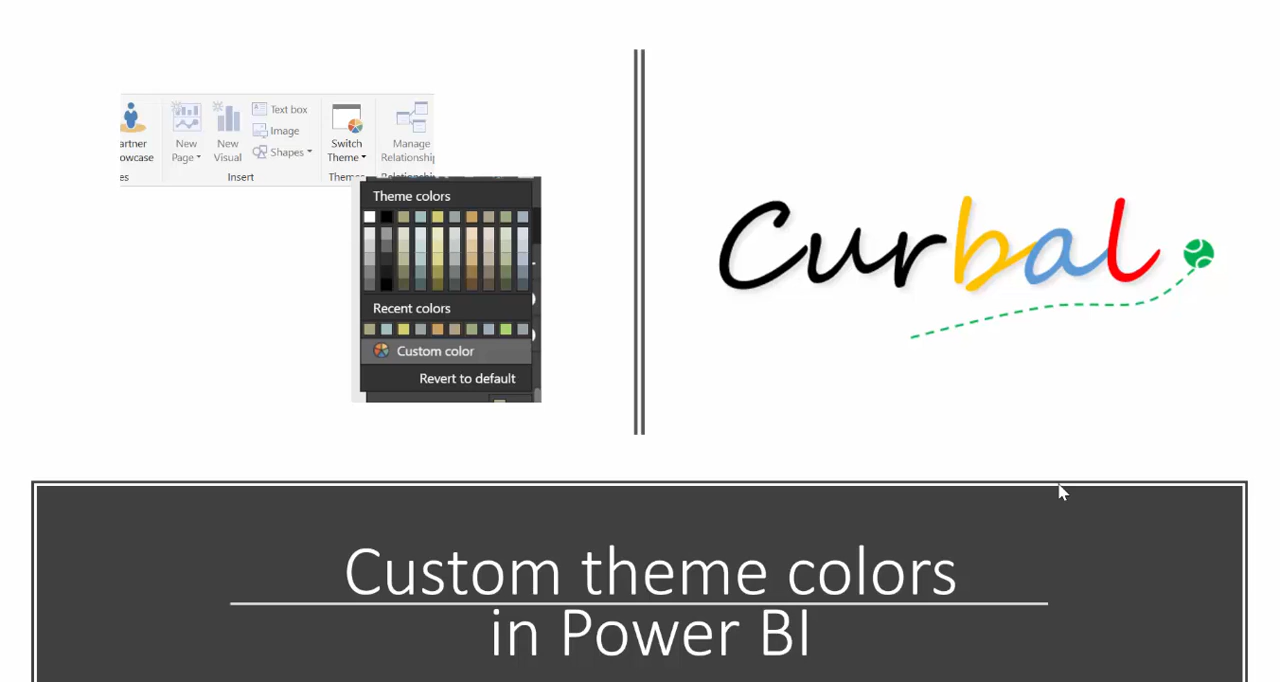 Text box
Image
Shapes
artner
owcase
es
New
Page
New
Visual
Insert
Switch
Theme
Manage
Relationship
Theme colors
Recent colors
Custom color
Revert to default
Curbal
Custom theme colors
in Power BI